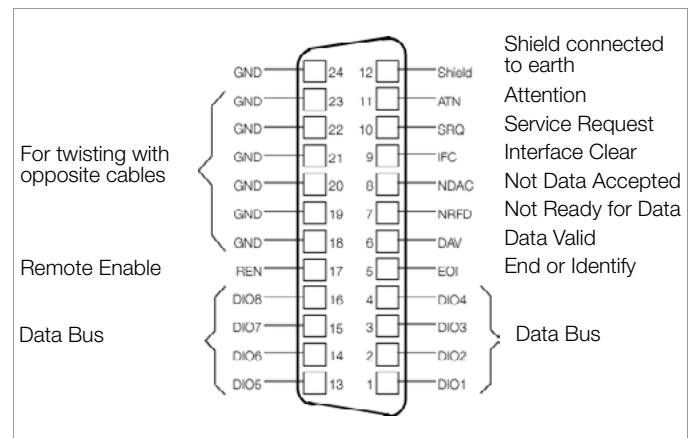 Shield connected
to earth
GND 24 12 Shield
GND 23 11 ATN Attention
GND 22 10 SRQ Service Request
For twisting with
opposite cables
GND 21 9 IFC Interface Clear
GND 20 8 NDAC Not Data Accepted
GND 19 7 NRFD Not Ready for Data
GND 18 6 DAV Data Valid
Remote Enable REN 17 5 EOI End or Identify
DIO8 16 4 DIO4
Data Bus DIO7 15 3 DIO3 Data Bus
DIO6 14 2 DIO2
DIO5 13 1 DIO1